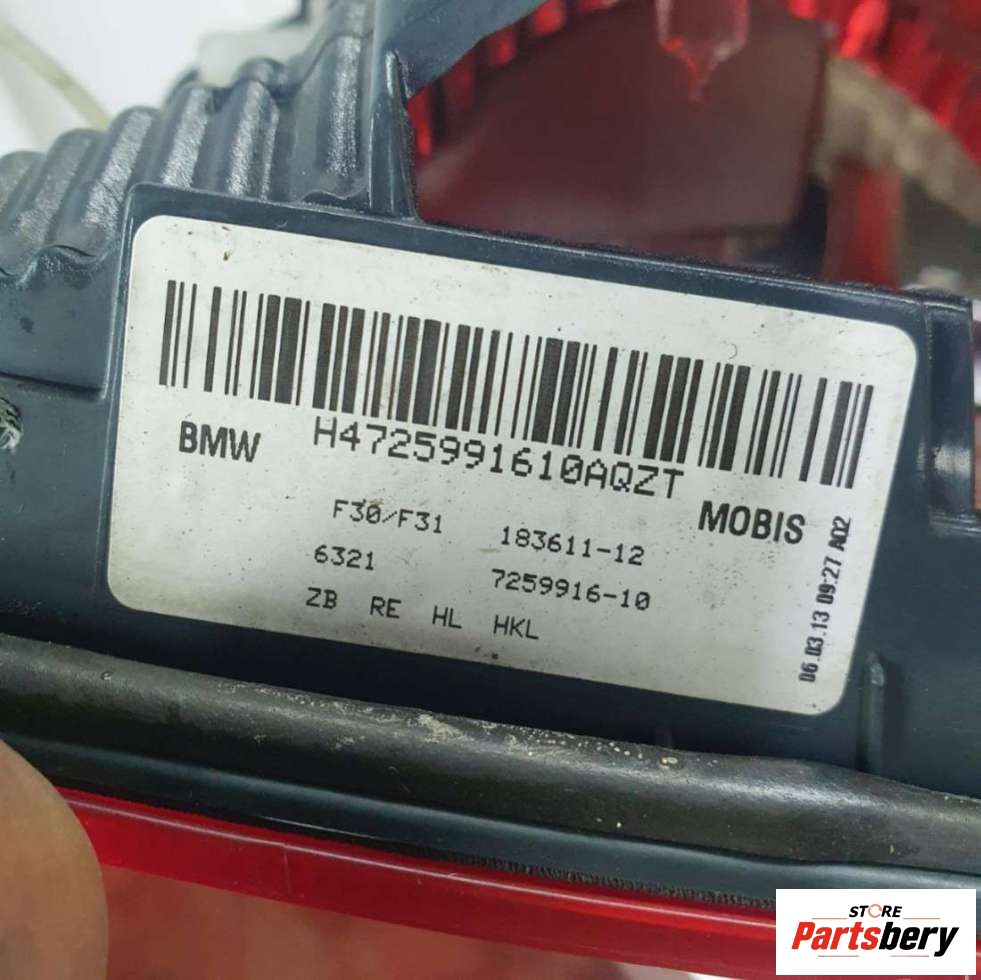 H4725991610AQZT
BMW
MOBIS
F30/F31 183611-12
6321 7259916-10
ZB RE HL HKL
06.03.13 09:27 A02
STORE
Partsbery